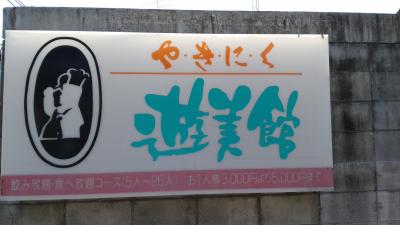 や・き・に・く
遊美館
飲み放題・食べ放題コース(5人〜26人) お1人様3,000円より5,000円まで